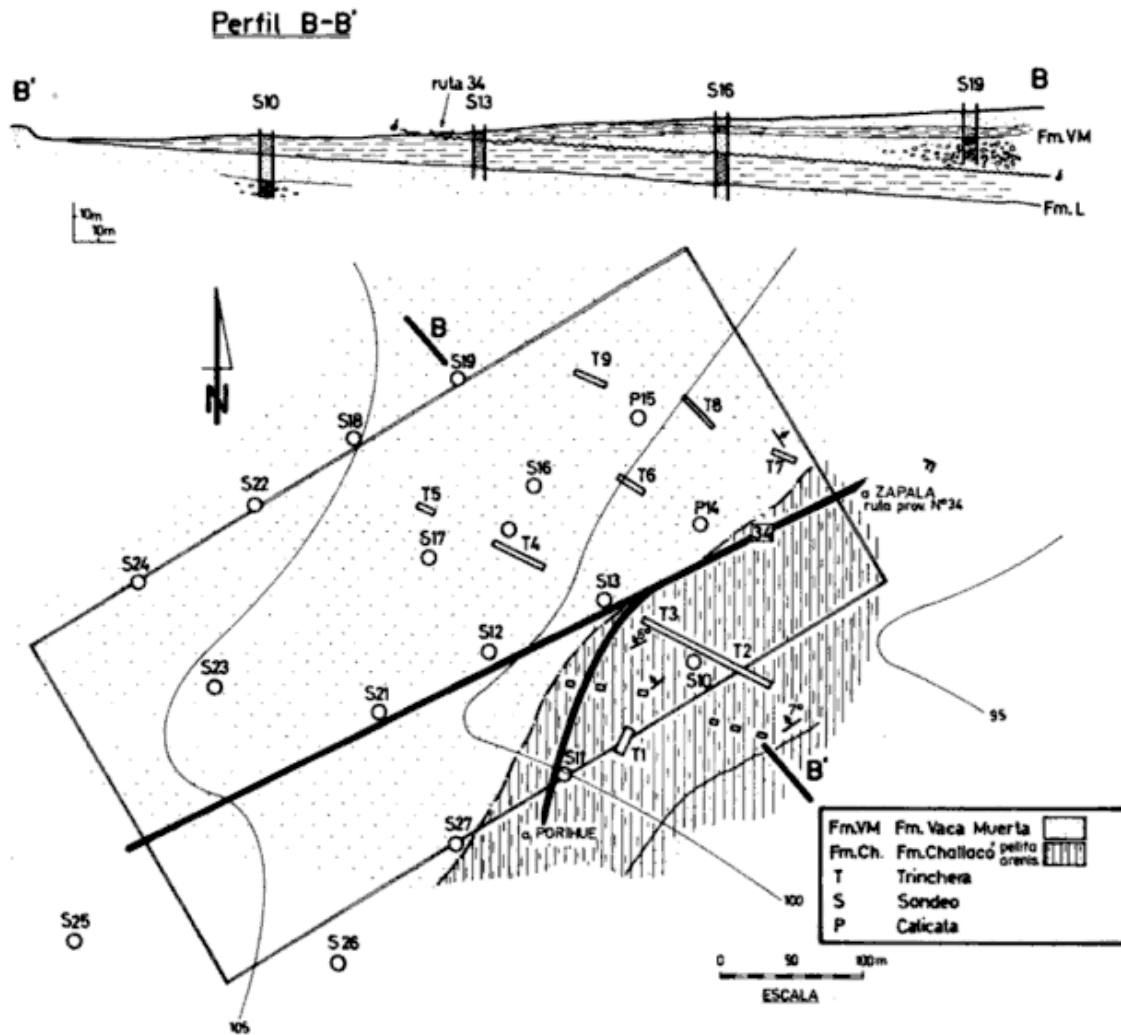 Perfil B-B'
B'
S10
ruta 34
S13
S16
S19
B
Fm.VM
Fm.L
10m
10m
N
B
S19
T9
P15
T8
S18
S16
T6
T7
S22
T5
P14
a ZAPALA
ruta prov. Nº34
34
S17
T4
S24
S13
T3
S12
T2
S10
S23
S21
7°
95
T1
S11
B'
S27
a PORIHUE
100
S25
S26
105
Fm.VM Fm. Vaca Muerta
Fm.Ch. Fm.Challacó pelita arenis.
T Trinchera
S Sondeo
P Calicata
0 50 100m
ESCALA